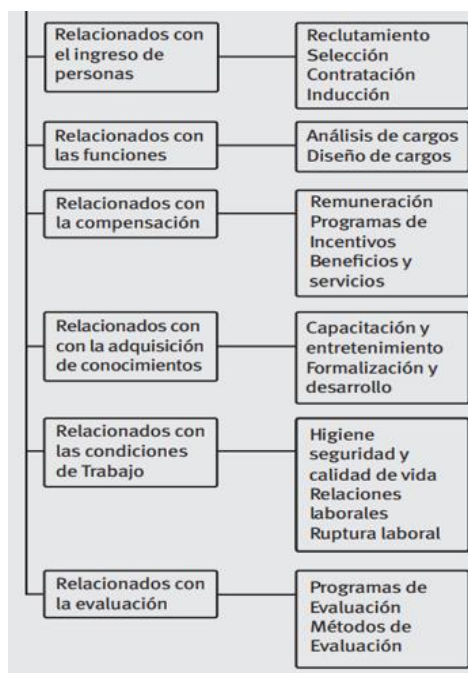 Relacionados con
el ingreso de
personas
Reclutamiento
Selección
Contratación
Inducción
Relacionados con
las funciones
Análisis de cargos
Diseño de cargos
Relacionados con
la compensación
Remuneración
Programas de
Incentivos
Beneficios y
servicios
Relacionados con
con la adquisición
de conocimientos
Capacitación y
entretenimiento
Formalización y
desarrollo
Relacionados con
las condiciones
de Trabajo
Higiene
seguridad y
calidad de vida
Relaciones
laborales
Ruptura laboral
Relacionados con
la evaluación
Programas de
Evaluación
Métodos de
Evaluación